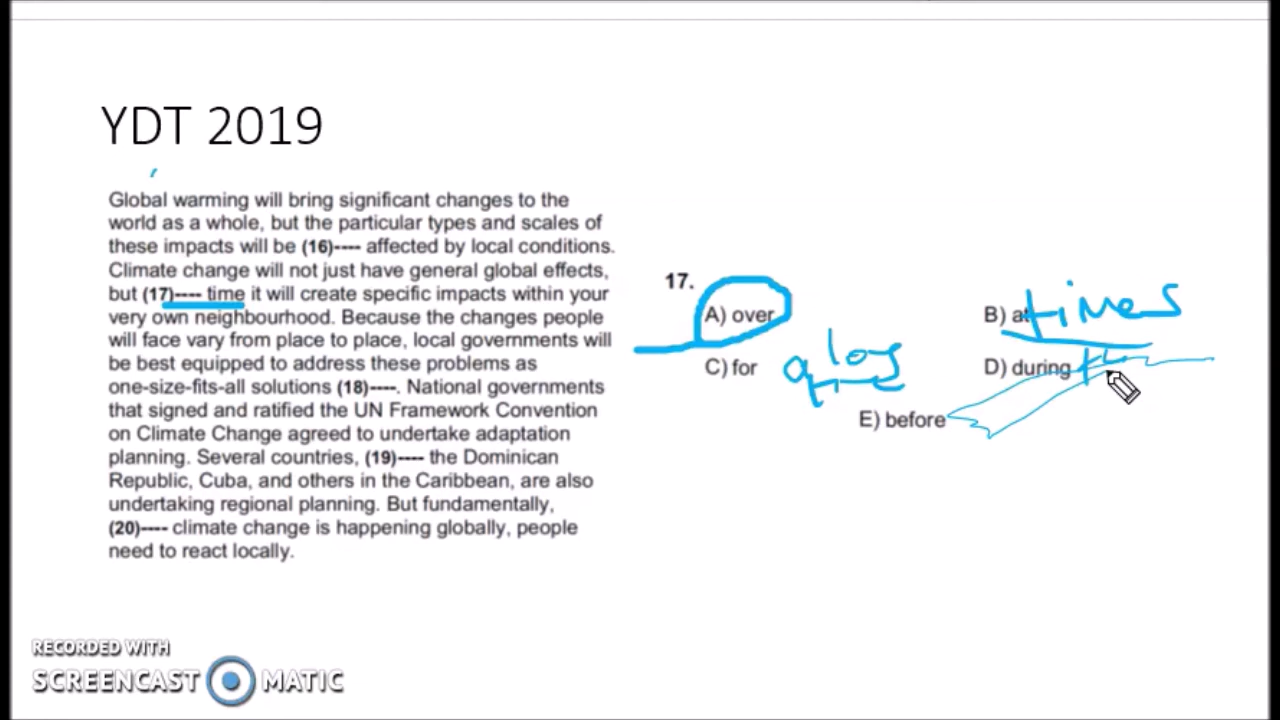 YDT 2019
Global warming will bring significant changes to the
world as a whole, but the particular types and scales of
these impacts will be (16)---- affected by local conditions.
Climate change will not just have general global effects,
but (17)---- time it will create specific impacts within your
very own neighbourhood. Because the changes people
will face vary from place to place, local governments will
be best equipped to address these problems as
one-size-fits-all solutions (18)----. National governments
that signed and ratified the UN Framework Convention
on Climate Change agreed to undertake adaptation
planning. Several countries, (19)---- the Dominican
Republic, Cuba, and others in the Caribbean, are also
undertaking regional planning. But fundamentally,
(20)---- climate change is happening globally, people
need to react locally.
17.
A) over
B) at times
C) for a
D) during
E) before
RECORDED WITH
SCREENCAST MATIC